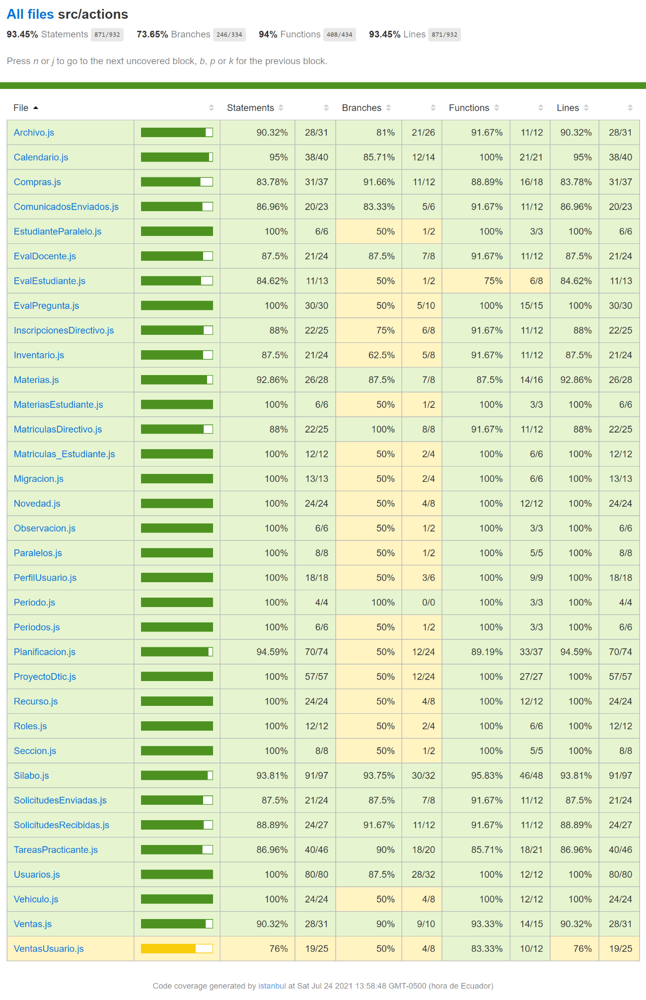 All files src/actions
93.45% Statements 871/932 73.65% Branches 246/334 94% Functions 408/434 93.45% Lines 871/932
Press n or j to go to the next uncovered block, b, p or k for the previous block.
File Statements Branches Functions Lines
Archivo.js 90.32% 28/31 81% 21/26 91.67% 11/12 90.32% 28/31
Calendario.js 95% 38/40 85.71% 12/14 100% 21/21 95% 38/40
Compras.js 83.78% 31/37 91.66% 11/12 88.89% 16/18 83.78% 31/37
ComunicadosEnviados.js 86.96% 20/23 83.33% 5/6 91.67% 11/12 86.96% 20/23
EstudianteParalelo.js 100% 6/6 50% 1/2 100% 3/3 100% 6/6
EvalDocente.js 87.5% 21/24 87.5% 7/8 91.67% 11/12 87.5% 21/24
EvalEstudiante.js 84.62% 11/13 50% 1/2 75% 6/8 84.62% 11/13
EvalPregunta.js 100% 30/30 50% 5/10 100% 15/15 100% 30/30
InscripcionesDirectivo.js 88% 22/25 75% 6/8 91.67% 11/12 88% 22/25
Inventario.js 87.5% 21/24 62.5% 5/8 91.67% 11/12 87.5% 21/24
Materias.js 92.86% 26/28 87.5% 7/8 87.5% 14/16 92.86% 26/28
MateriasEstudiante.js 100% 6/6 50% 1/2 100% 3/3 100% 6/6
MatriculasDirectivo.js 88% 22/25 100% 8/8 91.67% 11/12 88% 22/25
Matriculas_Estudiante.js 100% 12/12 50% 2/4 100% 6/6 100% 12/12
Migracion.js 100% 13/13 50% 2/4 100% 6/6 100% 13/13
Novedad.js 100% 24/24 50% 4/8 100% 12/12 100% 24/24
Observacion.js 100% 6/6 50% 1/2 100% 3/3 100% 6/6
Paralelos.js 100% 8/8 50% 1/2 100% 5/5 100% 8/8
PerfilUsuario.js 100% 18/18 50% 3/6 100% 9/9 100% 18/18
Periodo.js 100% 4/4 100% 0/0 100% 3/3 100% 4/4
Periodos.js 100% 6/6 50% 1/2 100% 3/3 100% 6/6
Planificacion.js 94.59% 70/74 50% 12/24 89.19% 33/37 94.59% 70/74
ProyectoDtic.js 100% 57/57 50% 12/24 100% 27/27 100% 57/57
Recurso.js 100% 24/24 50% 4/8 100% 12/12 100% 24/24
Roles.js 100% 12/12 50% 2/4 100% 6/6 100% 12/12
Seccion.js 100% 8/8 50% 1/2 100% 5/5 100% 8/8
Silabo.js 93.81% 91/97 93.75% 30/32 95.83% 46/48 93.81% 91/97
SolicitudesEnviadas.js 87.5% 21/24 87.5% 7/8 91.67% 11/12 87.5% 21/24
SolicitudesRecibidas.js 88.89% 24/27 91.67% 11/12 91.67% 11/12 88.89% 24/27
TareasPracticante.js 86.96% 40/46 90% 18/20 85.71% 18/21 86.96% 40/46
Usuarios.js 100% 80/80 87.5% 28/32 100% 12/12 100% 80/80
Vehiculo.js 100% 24/24 50% 4/8 100% 12/12 100% 24/24
Ventas.js 90.32% 28/31 90% 9/10 93.33% 14/15 90.32% 28/31
VentasUsuario.js 76% 19/25 50% 4/8 83.33% 10/12 76% 19/25
Code coverage generated by istanbul at Sat Jul 24 2021 13:58:48 GMT-0500 (hora de Ecuador)